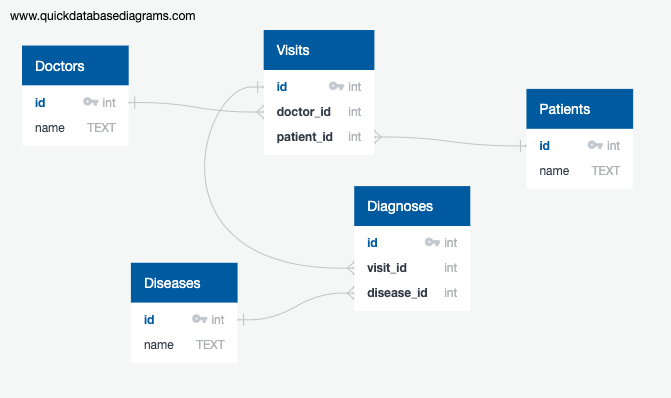 www.quickdatabasediagrams.com
Doctors
id int
name TEXT
Visits
id int
doctor_id int
patient_id int
Patients
id int
name TEXT
Diagnoses
id int
visit_id int
disease_id int
Diseases
id int
name TEXT